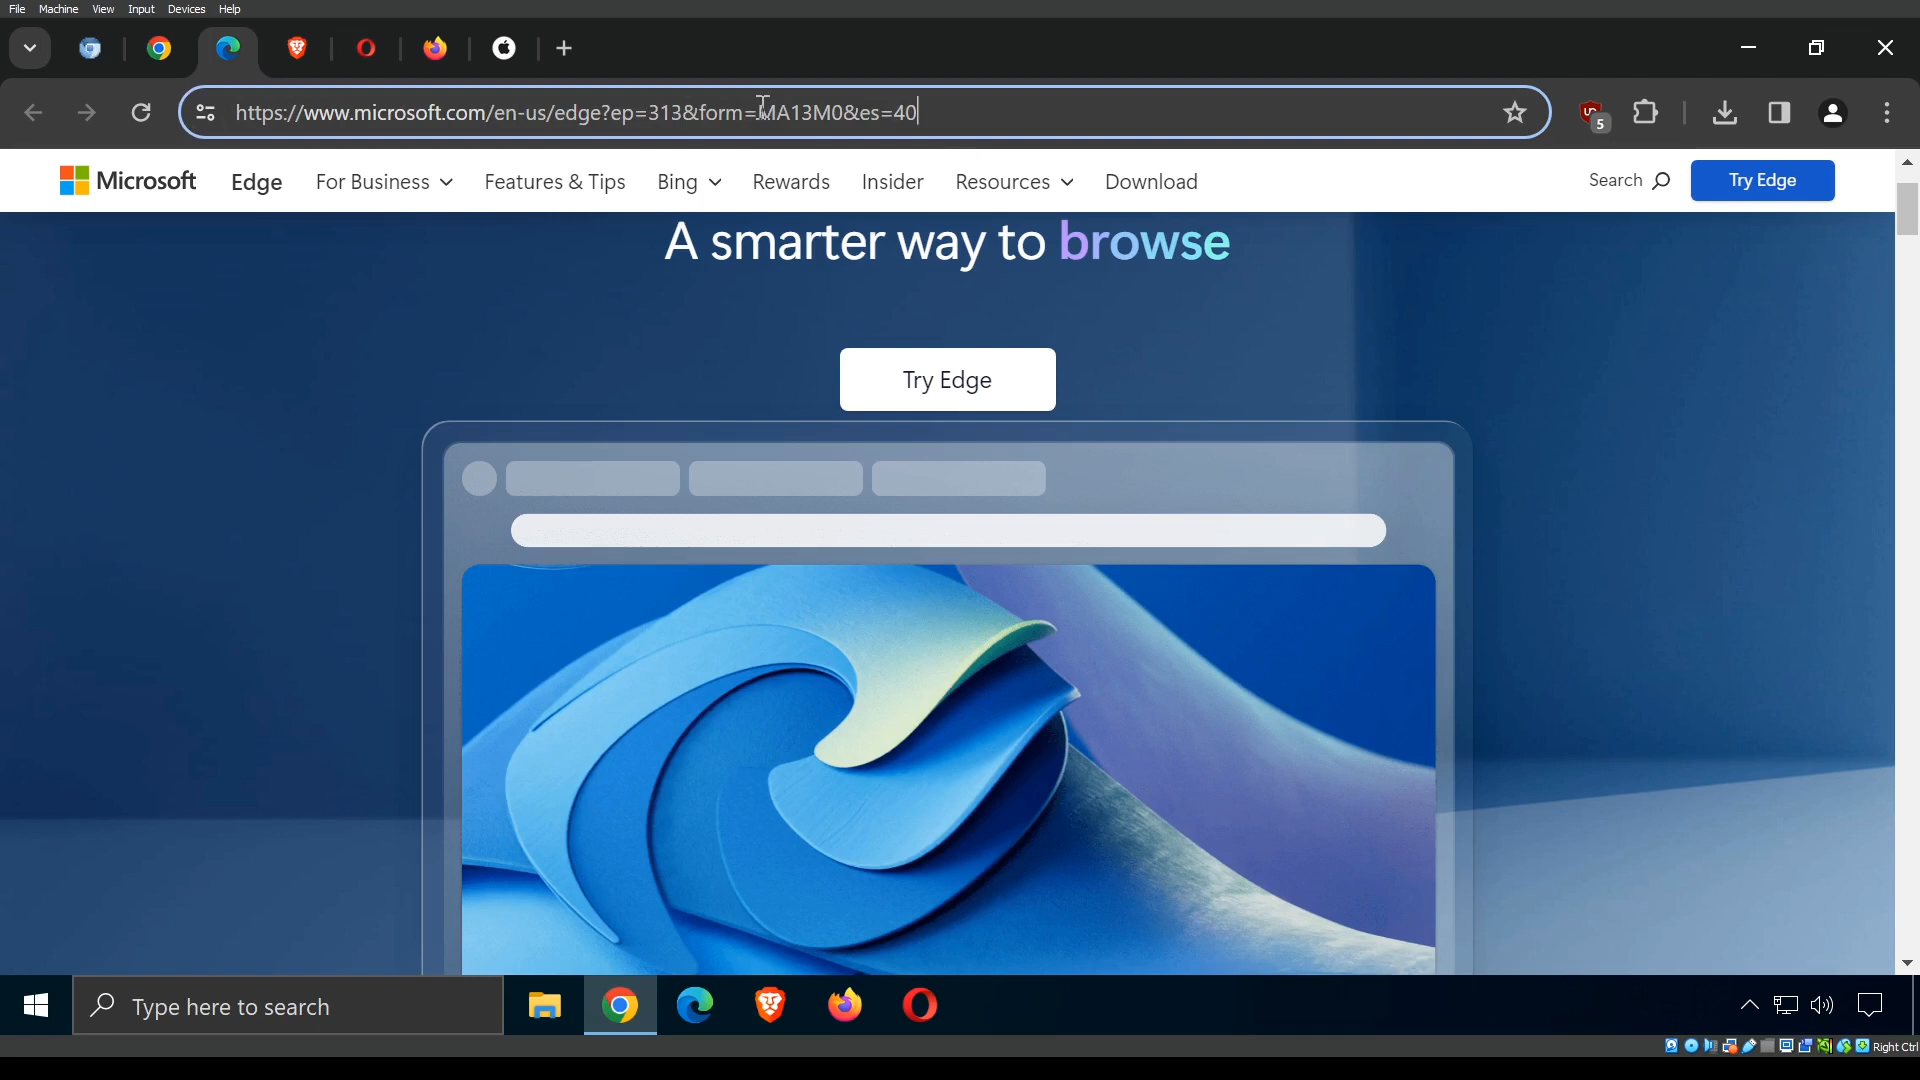 File Machine View Input Devices Help
https://www.microsoft.com/en-us/edge?ep=313&form=MA13M0&es=40
5
Microsoft Edge For Business Features & Tips Bing Rewards Insider Resources Download Search Try Edge
A smarter way to browse
Try Edge
Type here to search
Right Ctrl